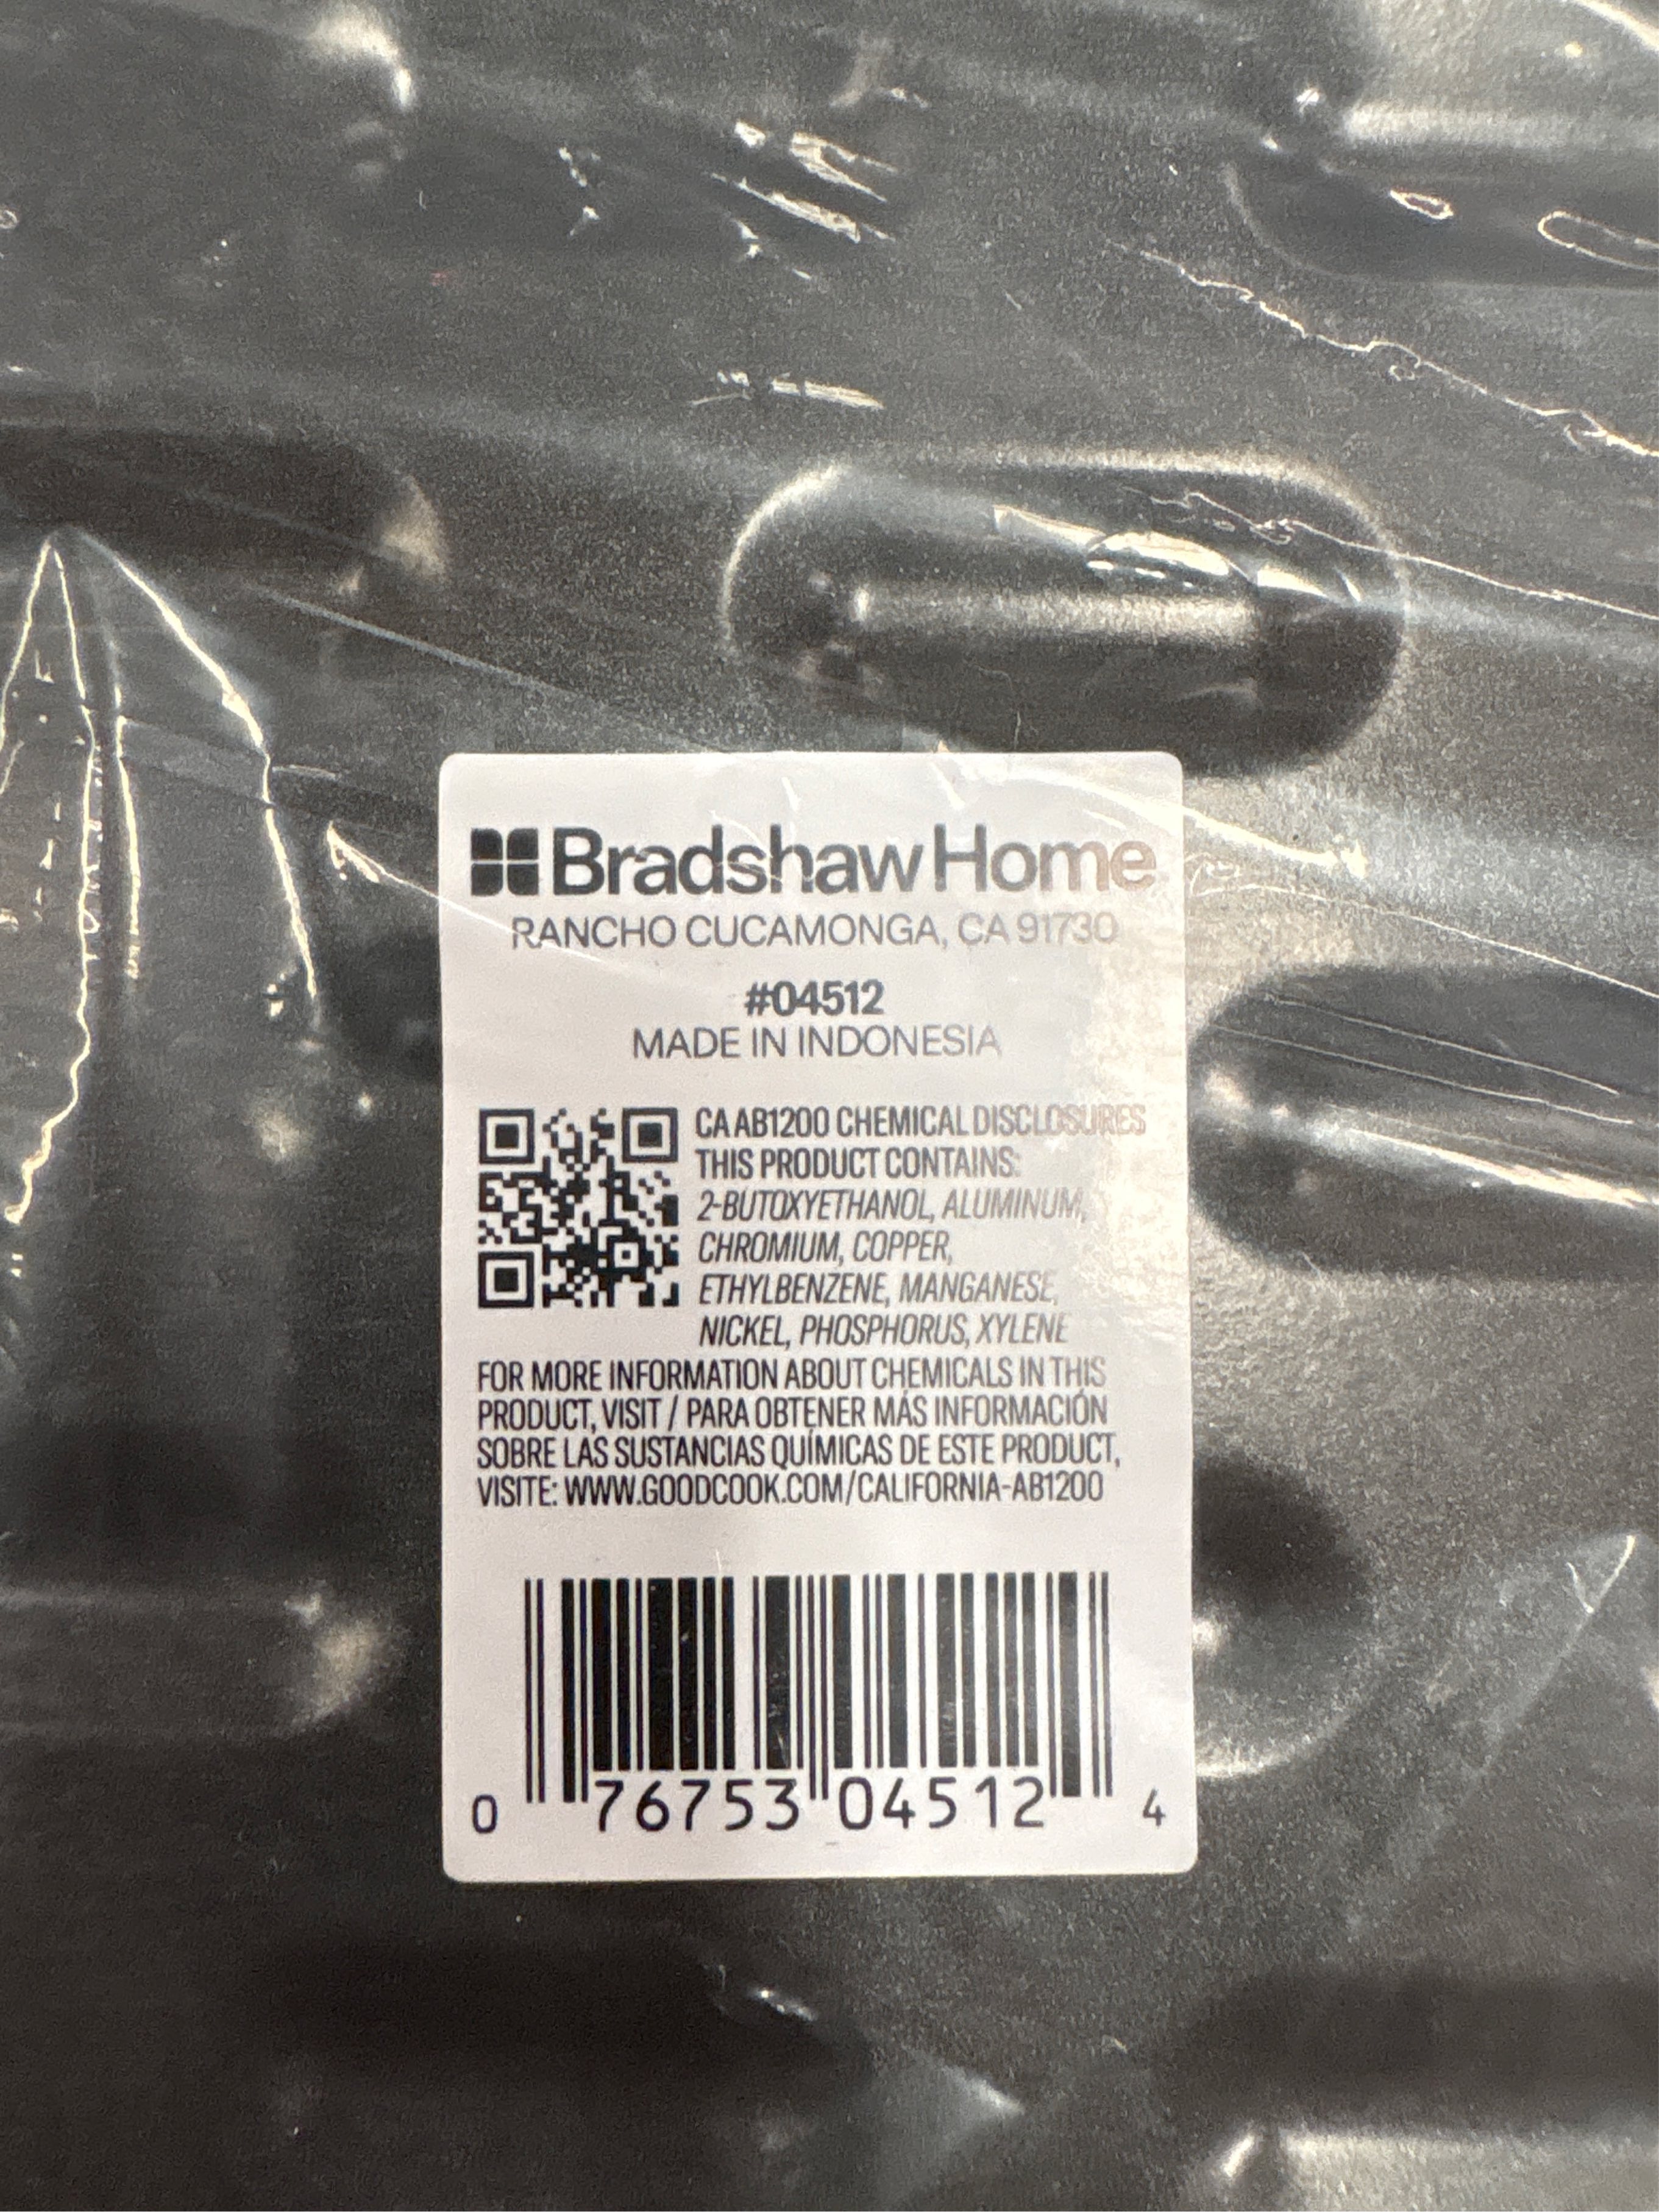 Bradshaw Home
RANCHO CUCAMONGA, CA 91730
#04512
MADE IN INDONESIA
CA AB1200 CHEMICAL DISCLOSURES
THIS PRODUCT CONTAINS:
2-BUTOXYETHANOL, ALUMINUM,
CHROMIUM, COPPER,
ETHYLBENZENE, MANGANESE,
NICKEL, PHOSPHORUS, XYLENE
FOR MORE INFORMATION ABOUT CHEMICALS IN THIS
PRODUCT, VISIT / PARA OBTENER MÁS INFORMACIÓN
SOBRE LAS SUSTANCIAS QUÍMICAS DE ESTE PRODUCT,
VISITE: WWW.GOODCOOK.COM/CALIFORNIA-AB1200
0 76753 04512 4